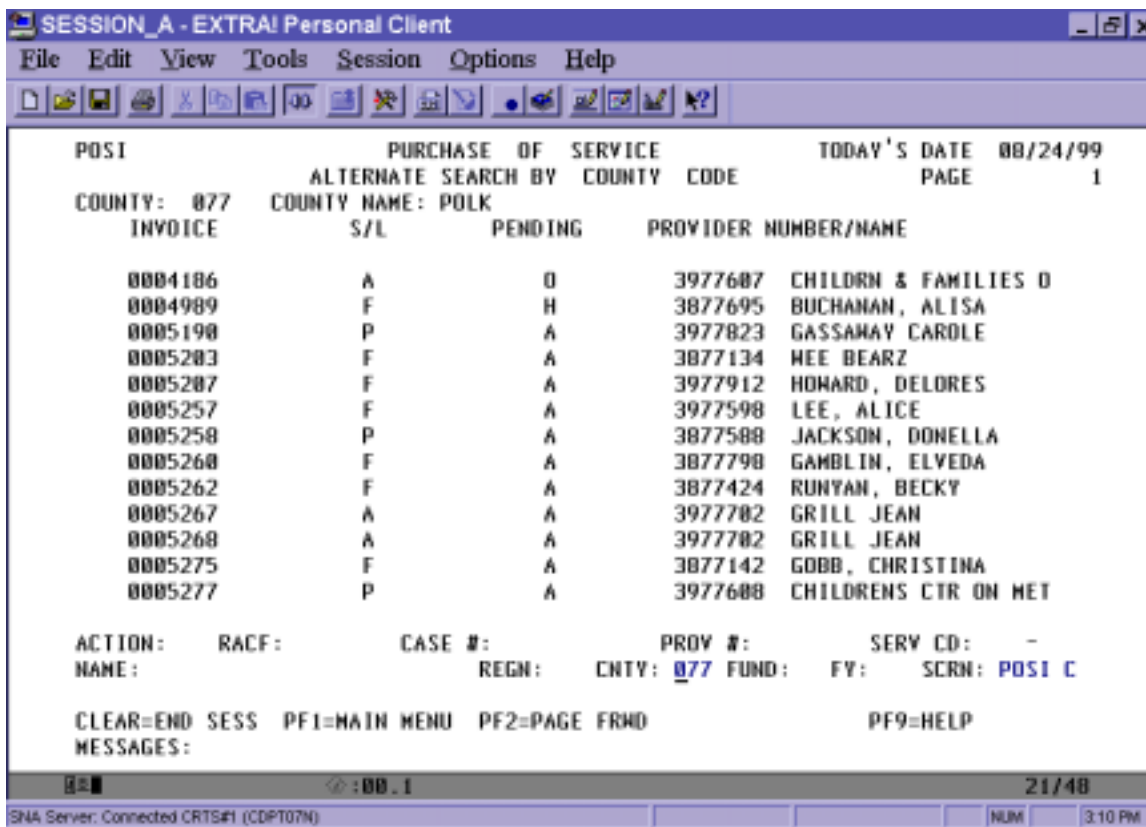 SESSION_A - EXTRA! Personal Client
File Edit View Tools Session Options Help
POSI PURCHASE OF SERVICE TODAY'S DATE 08/24/99
ALTERNATE SEARCH BY COUNTY CODE PAGE 1
COUNTY: 077 COUNTY NAME: POLK
INVOICE S/L PENDING PROVIDER NUMBER/NAME
0004186 A O 3977607 CHILDRN & FAMILIES O
0004989 F H 3877695 BUCHANAN, ALISA
0005190 P A 3977823 GASSAWAY CAROLE
0005203 F A 3877134 WEE BEARZ
0005207 F A 3977912 HOWARD, DELORES
0005257 F A 3977598 LEE, ALICE
0005258 P A 3877588 JACKSON, DONELLA
0005260 F A 3877798 GAMBLIN, ELVEDA
0005262 F A 3877424 RUNYAN, BECKY
0005267 A A 3977702 GRILL JEAN
0005268 A A 3977702 GRILL JEAN
0005275 F A 3877142 GOBB, CHRISTINA
0005277 P A 3977608 CHILDRENS CTR ON MET
ACTION: RACF: CASE #: PROV #: SERV CD: -
NAME: REGN: CNTY: 077 FUND: FY: SCRN: POSI C
CLEAR=END SESS PF1=MAIN MENU PF2=PAGE FRWD PF9=HELP
MESSAGES:
:00.1 21/48
SNA Server: Connected CRTS#1 (CDPT07N) NUM 3:10 PM